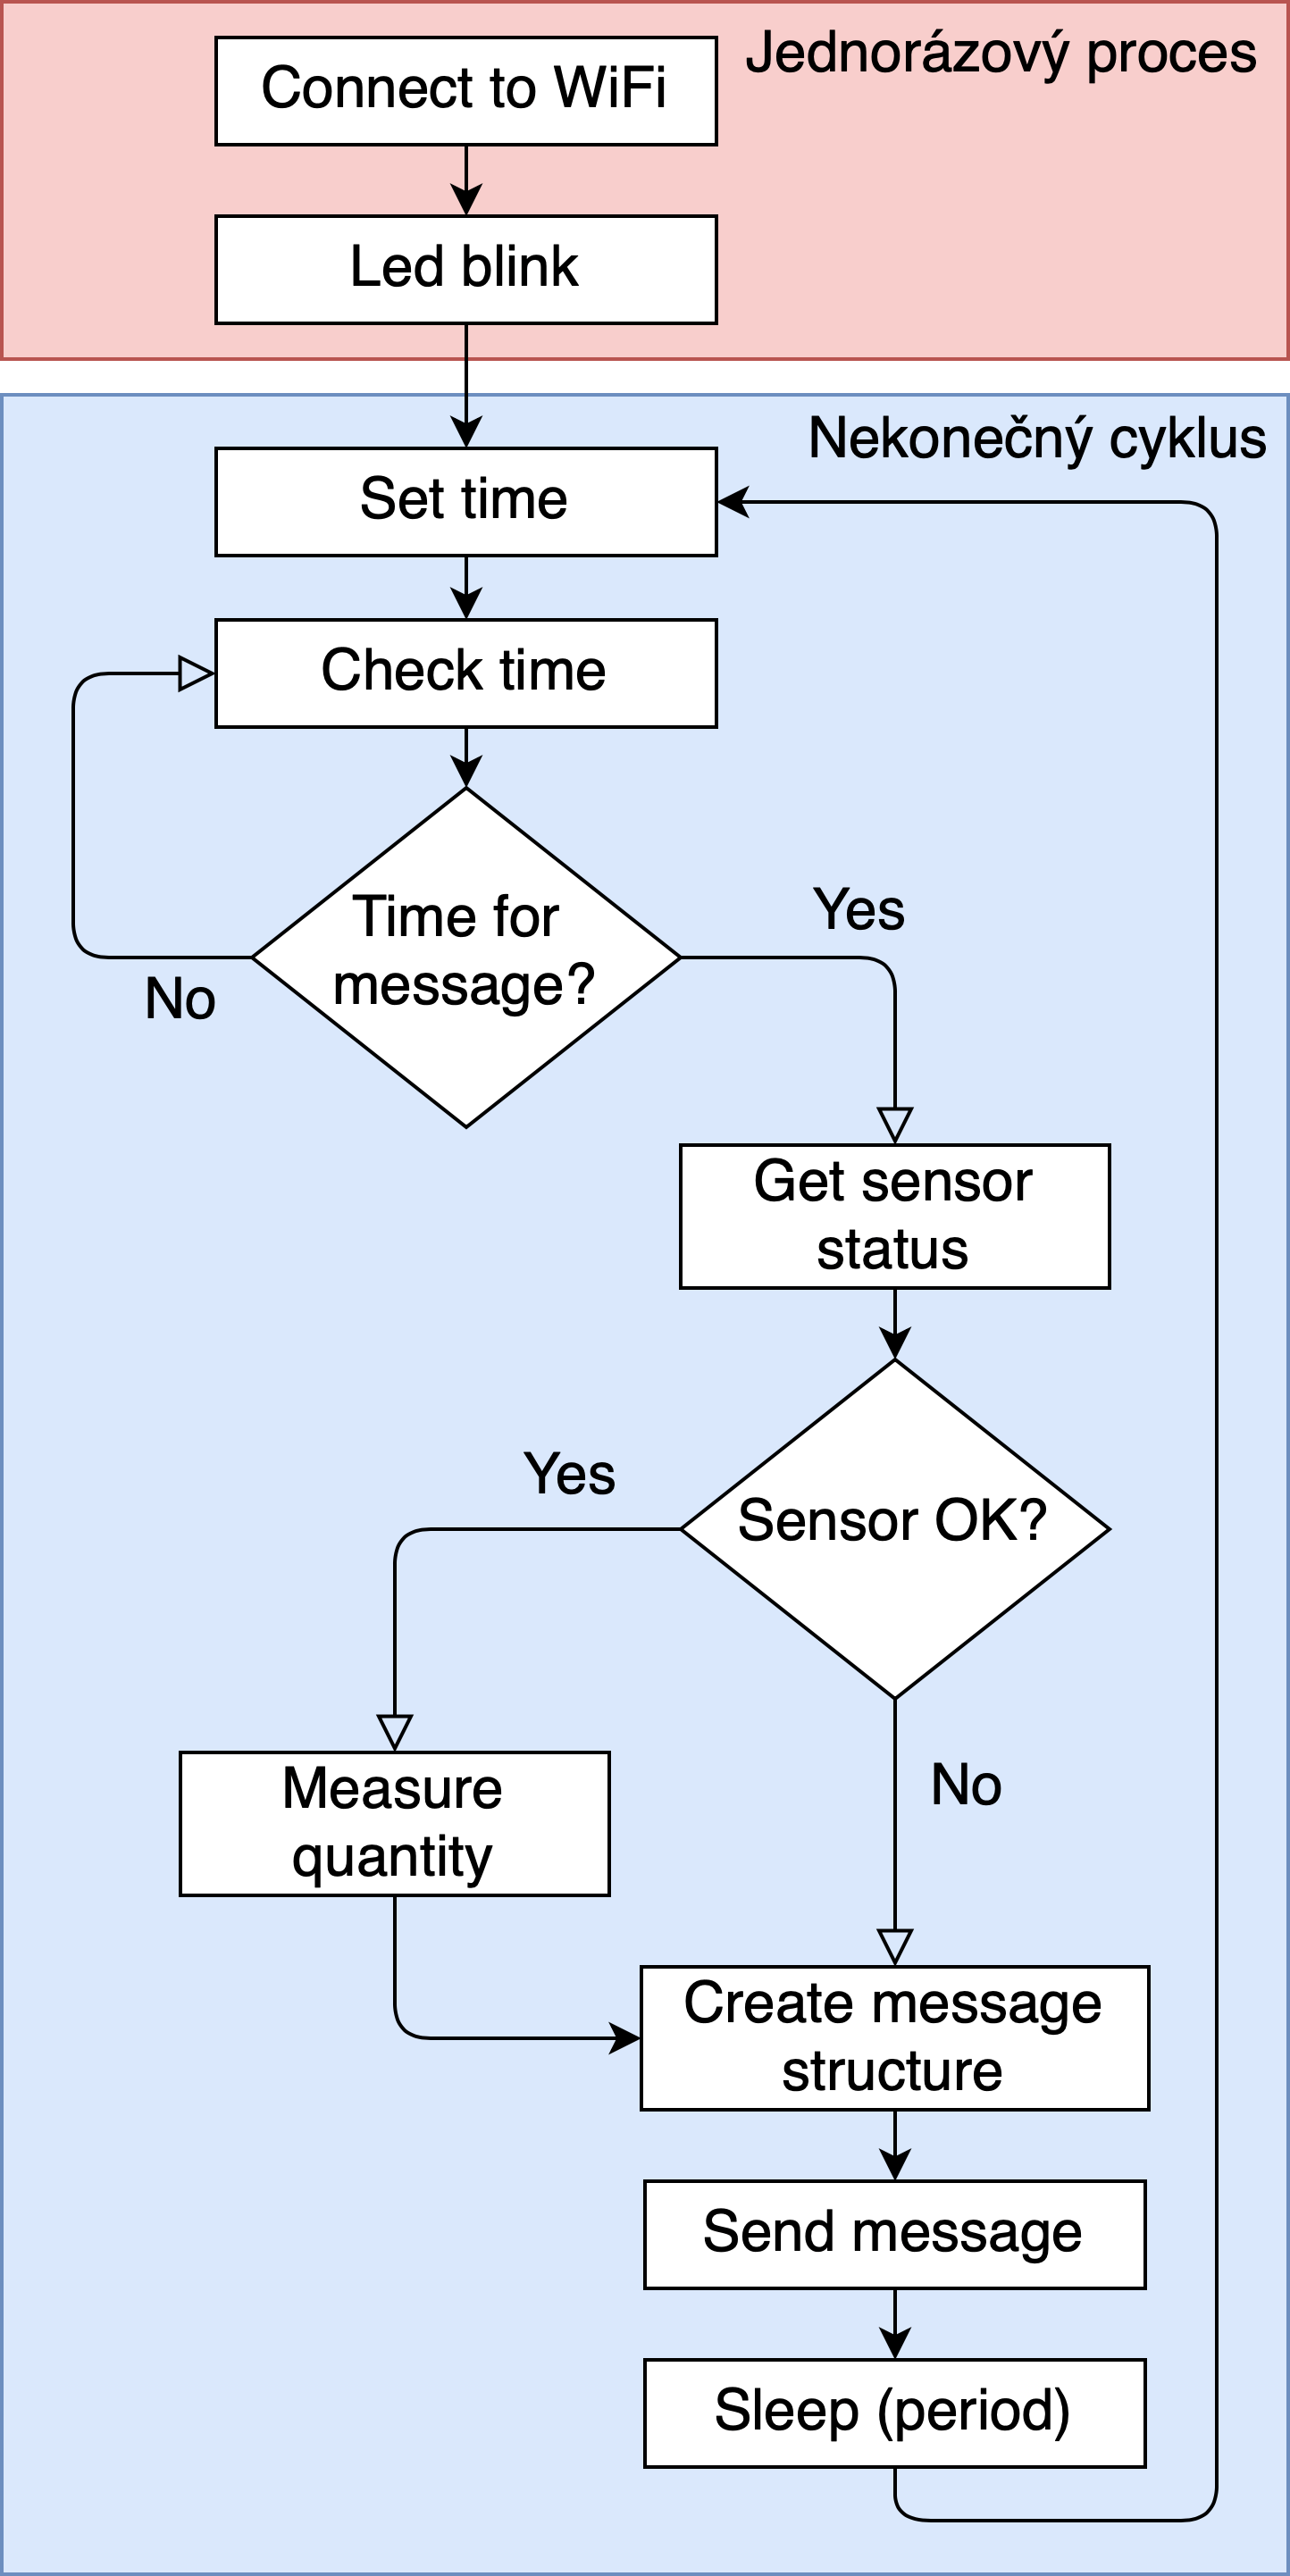 Jednorázový proces
Connect to WiFi
Led blink
Nekonečný cyklus
Set time
Check time
Time for
message?
Yes
No
Get sensor
status
Sensor OK?
Yes
No
Measure
quantity
Create message
structure
Send message
Sleep (period)